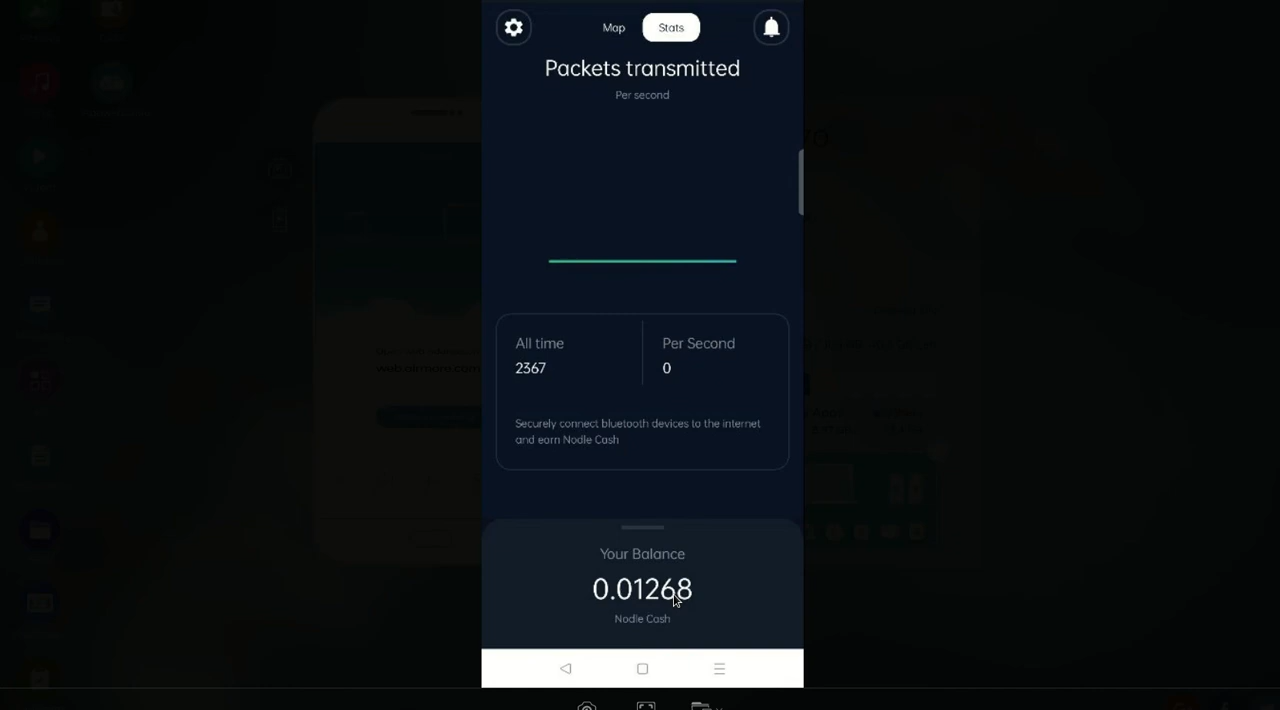 Map
Stats
Packets transmitted
Per second
All time
Per Second
2367
0
Securely connect bluetooth devices to the internet
and earn Nodle Cash
Your Balance
0.01268
Nodle Cash